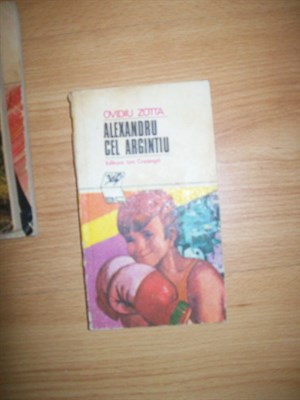 OVIDIU ZOTTA
ALEXANDRU
CEL ARGINTIU
Editura Ion Creangă